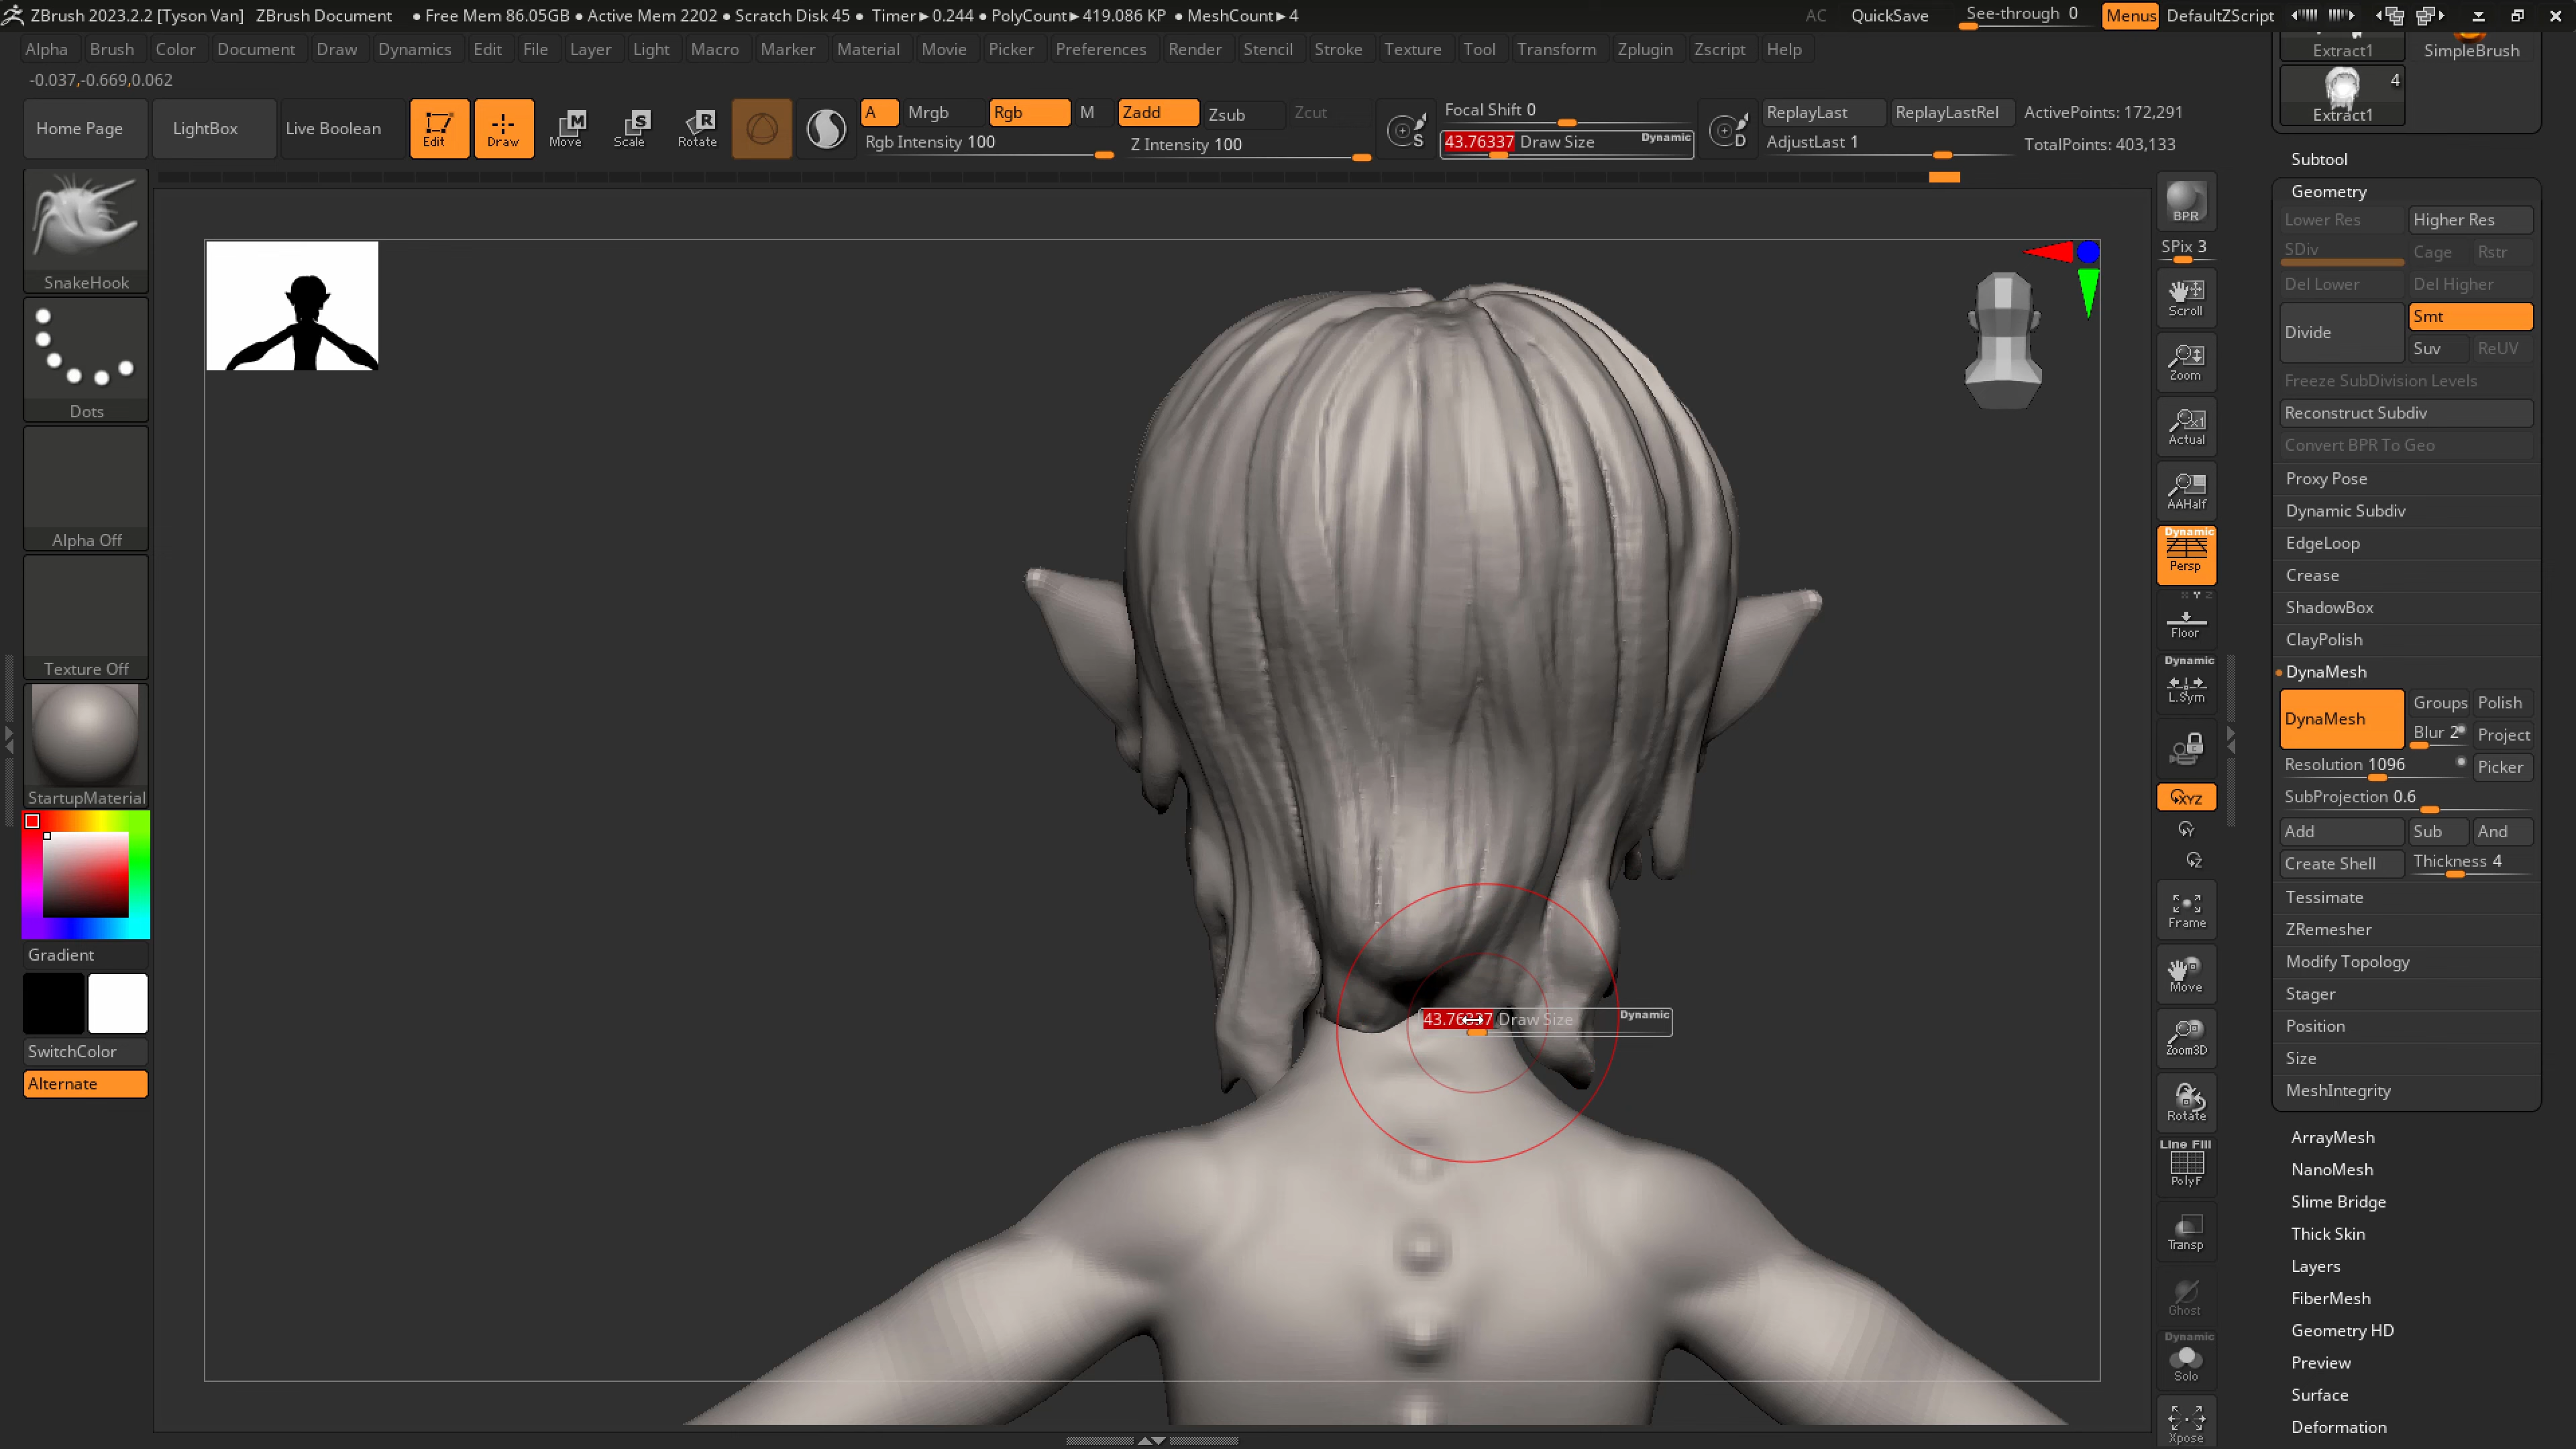 ZBrush 2023.2.2 [Tyson Van] ZBrush Document ● Free Mem 86.05GB ● Active Mem 2202 ● Scratch Disk 45 ● Timer►0.244 ● PolyCount►419.086 KP ● MeshCount►4 AC QuickSave See-through 0 Menus DefaultZScript
Alpha Brush Color Document Draw Dynamics Edit File Layer Light Macro Marker Material Movie Picker Preferences Render Stencil Stroke Texture Tool Transform Zplugin Zscript Help
-0.037,-0.669,0.062
Home Page LightBox Live Boolean Edit Draw Move Scale Rotate
A Mrgb Rgb M Zadd Zsub Zcut
Rgb Intensity 100 Z Intensity 100
Focal Shift 0
43.76337 Draw Size Dynamic
ReplayLast ReplayLastRel ActivePoints: 172,291
AdjustLast 1 TotalPoints: 403,133
SnakeHook
Dots
Alpha Off
Texture Off
StartupMaterial
Gradient
SwitchColor
Alternate
43.76337 Draw Size Dynamic
BPR
SPix 3
Scroll
Zoom
Actual
AAHalf
Dynamic
Persp
Floor
Dynamic
L.Sym
XYZ
Y
Z
Frame
Move
Zoom3D
Rotate
Line Fill
PolyF
Transp
Ghost
Dynamic
Solo
Xpose
Extract1 SimpleBrush
4
Extract1
Subtool
Geometry
Lower Res Higher Res
SDiv Cage Rstr
Del Lower Del Higher
Divide Smt
Suv ReUV
Freeze SubDivision Levels
Reconstruct Subdiv
Convert BPR To Geo
Proxy Pose
Dynamic Subdiv
EdgeLoop
Crease
ShadowBox
ClayPolish
DynaMesh
DynaMesh Groups Polish
Blur 2 Project
Resolution 1096 Picker
SubProjection 0.6
Add Sub And
Create Shell Thickness 4
Tessimate
ZRemesher
Modify Topology
Stager
Position
Size
MeshIntegrity
ArrayMesh
NanoMesh
Slime Bridge
Thick Skin
Layers
FiberMesh
Geometry HD
Preview
Surface
Deformation